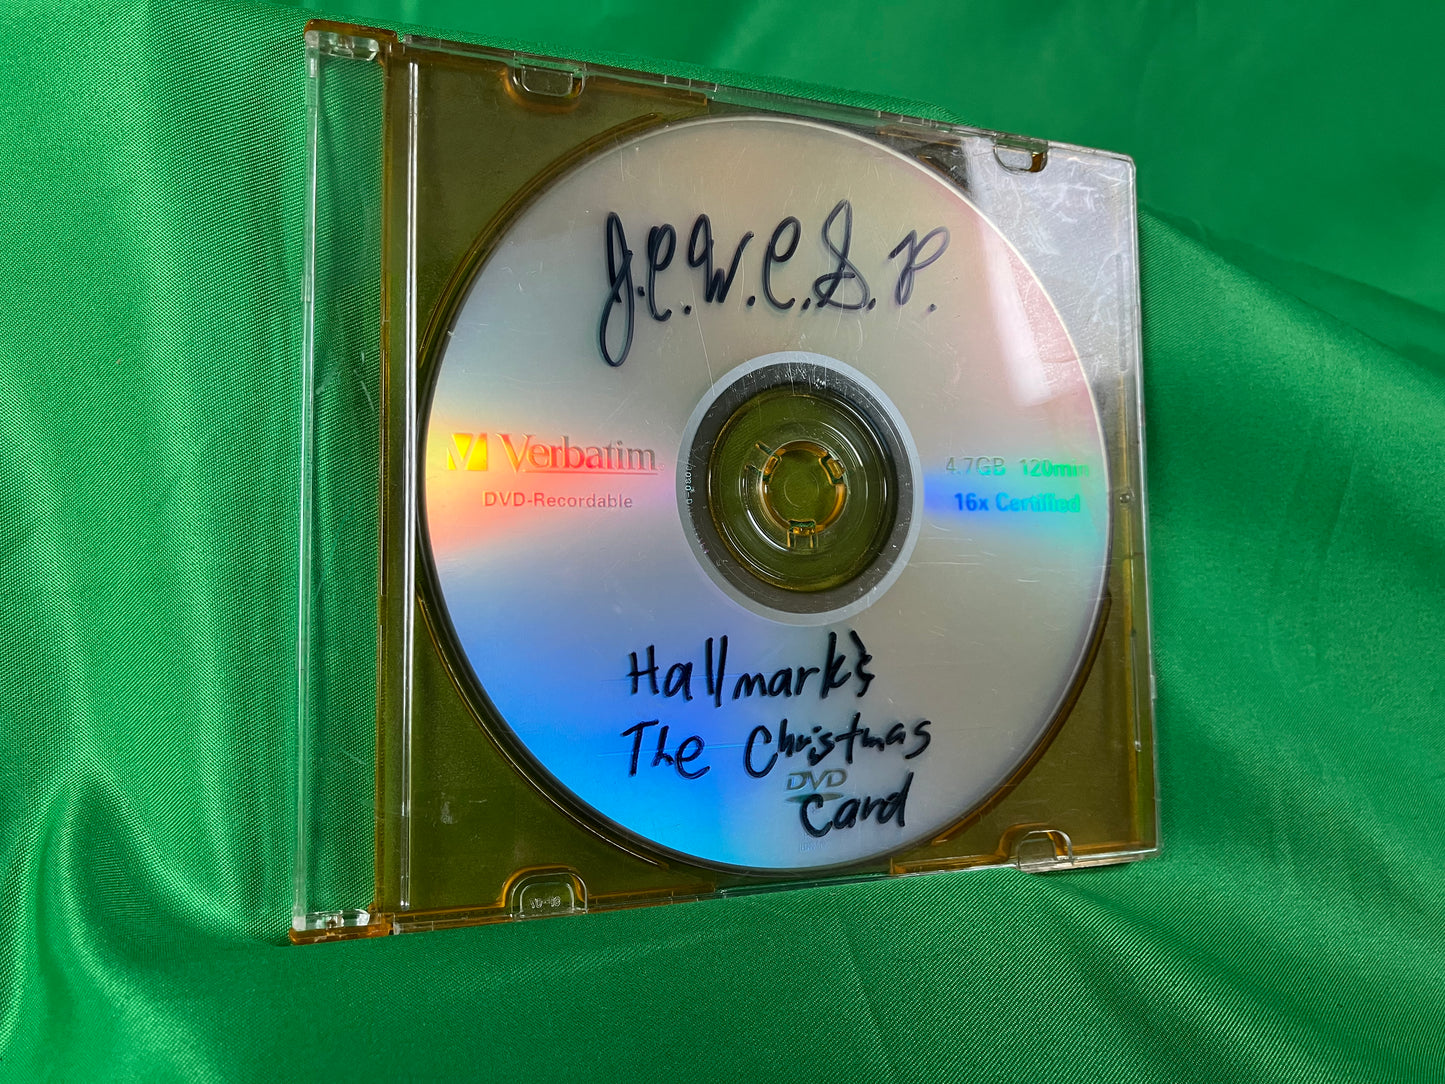 J.C.W.C.S.P.
Verbatim
DVD-Recordable
4.7GB 120min
16x Certified
Hallmark's
The Christmas
DVD
Card